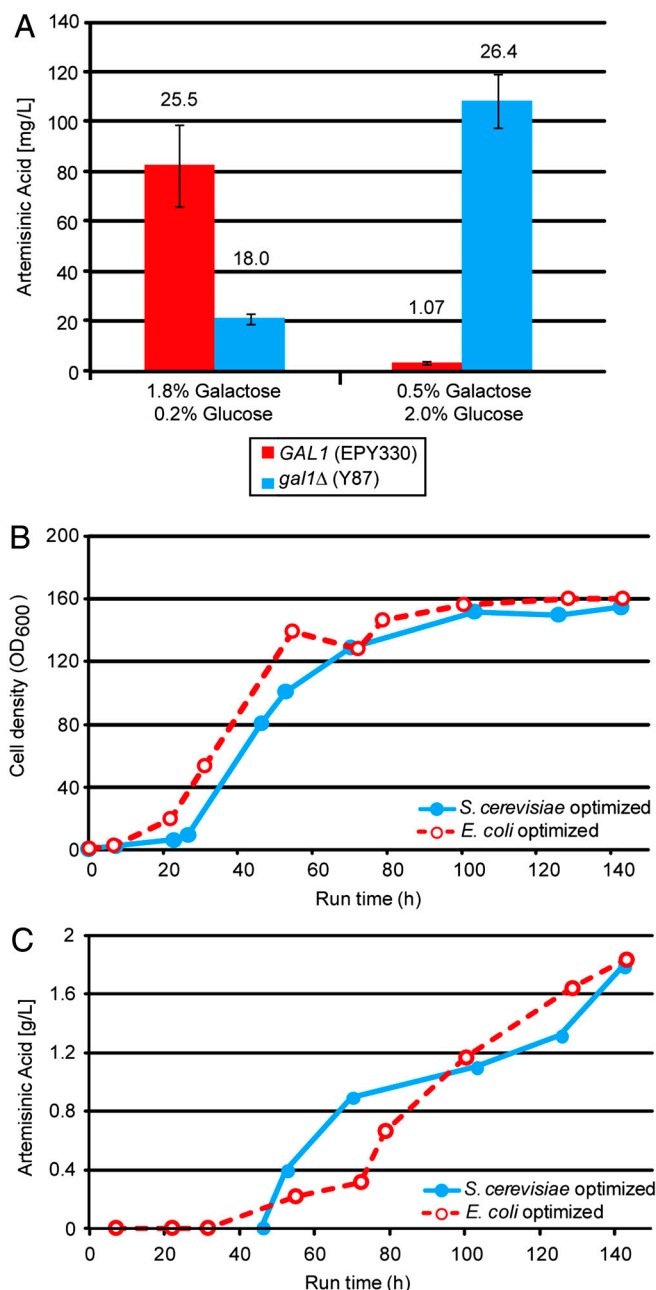 A
Artemisinic Acid [mg/L]
140
120
100
80
60
40
20
0
25.5
18.0
1.07
26.4
1.8% Galactose
0.2% Glucose
0.5% Galactose
2.0% Glucose
GAL1 (EPY330)
gal1Δ (Y87)
B
Cell density (OD600)
200
160
120
80
40
0
S. cerevisiae optimized
E. coli optimized
0 20 40 60 80 100 120 140
Run time (h)
C
Artemisinic Acid [g/L]
2
1.6
1.2
0.8
0.4
0
S. cerevisiae optimized
E. coli optimized
0 20 40 60 80 100 120 140
Run time (h)